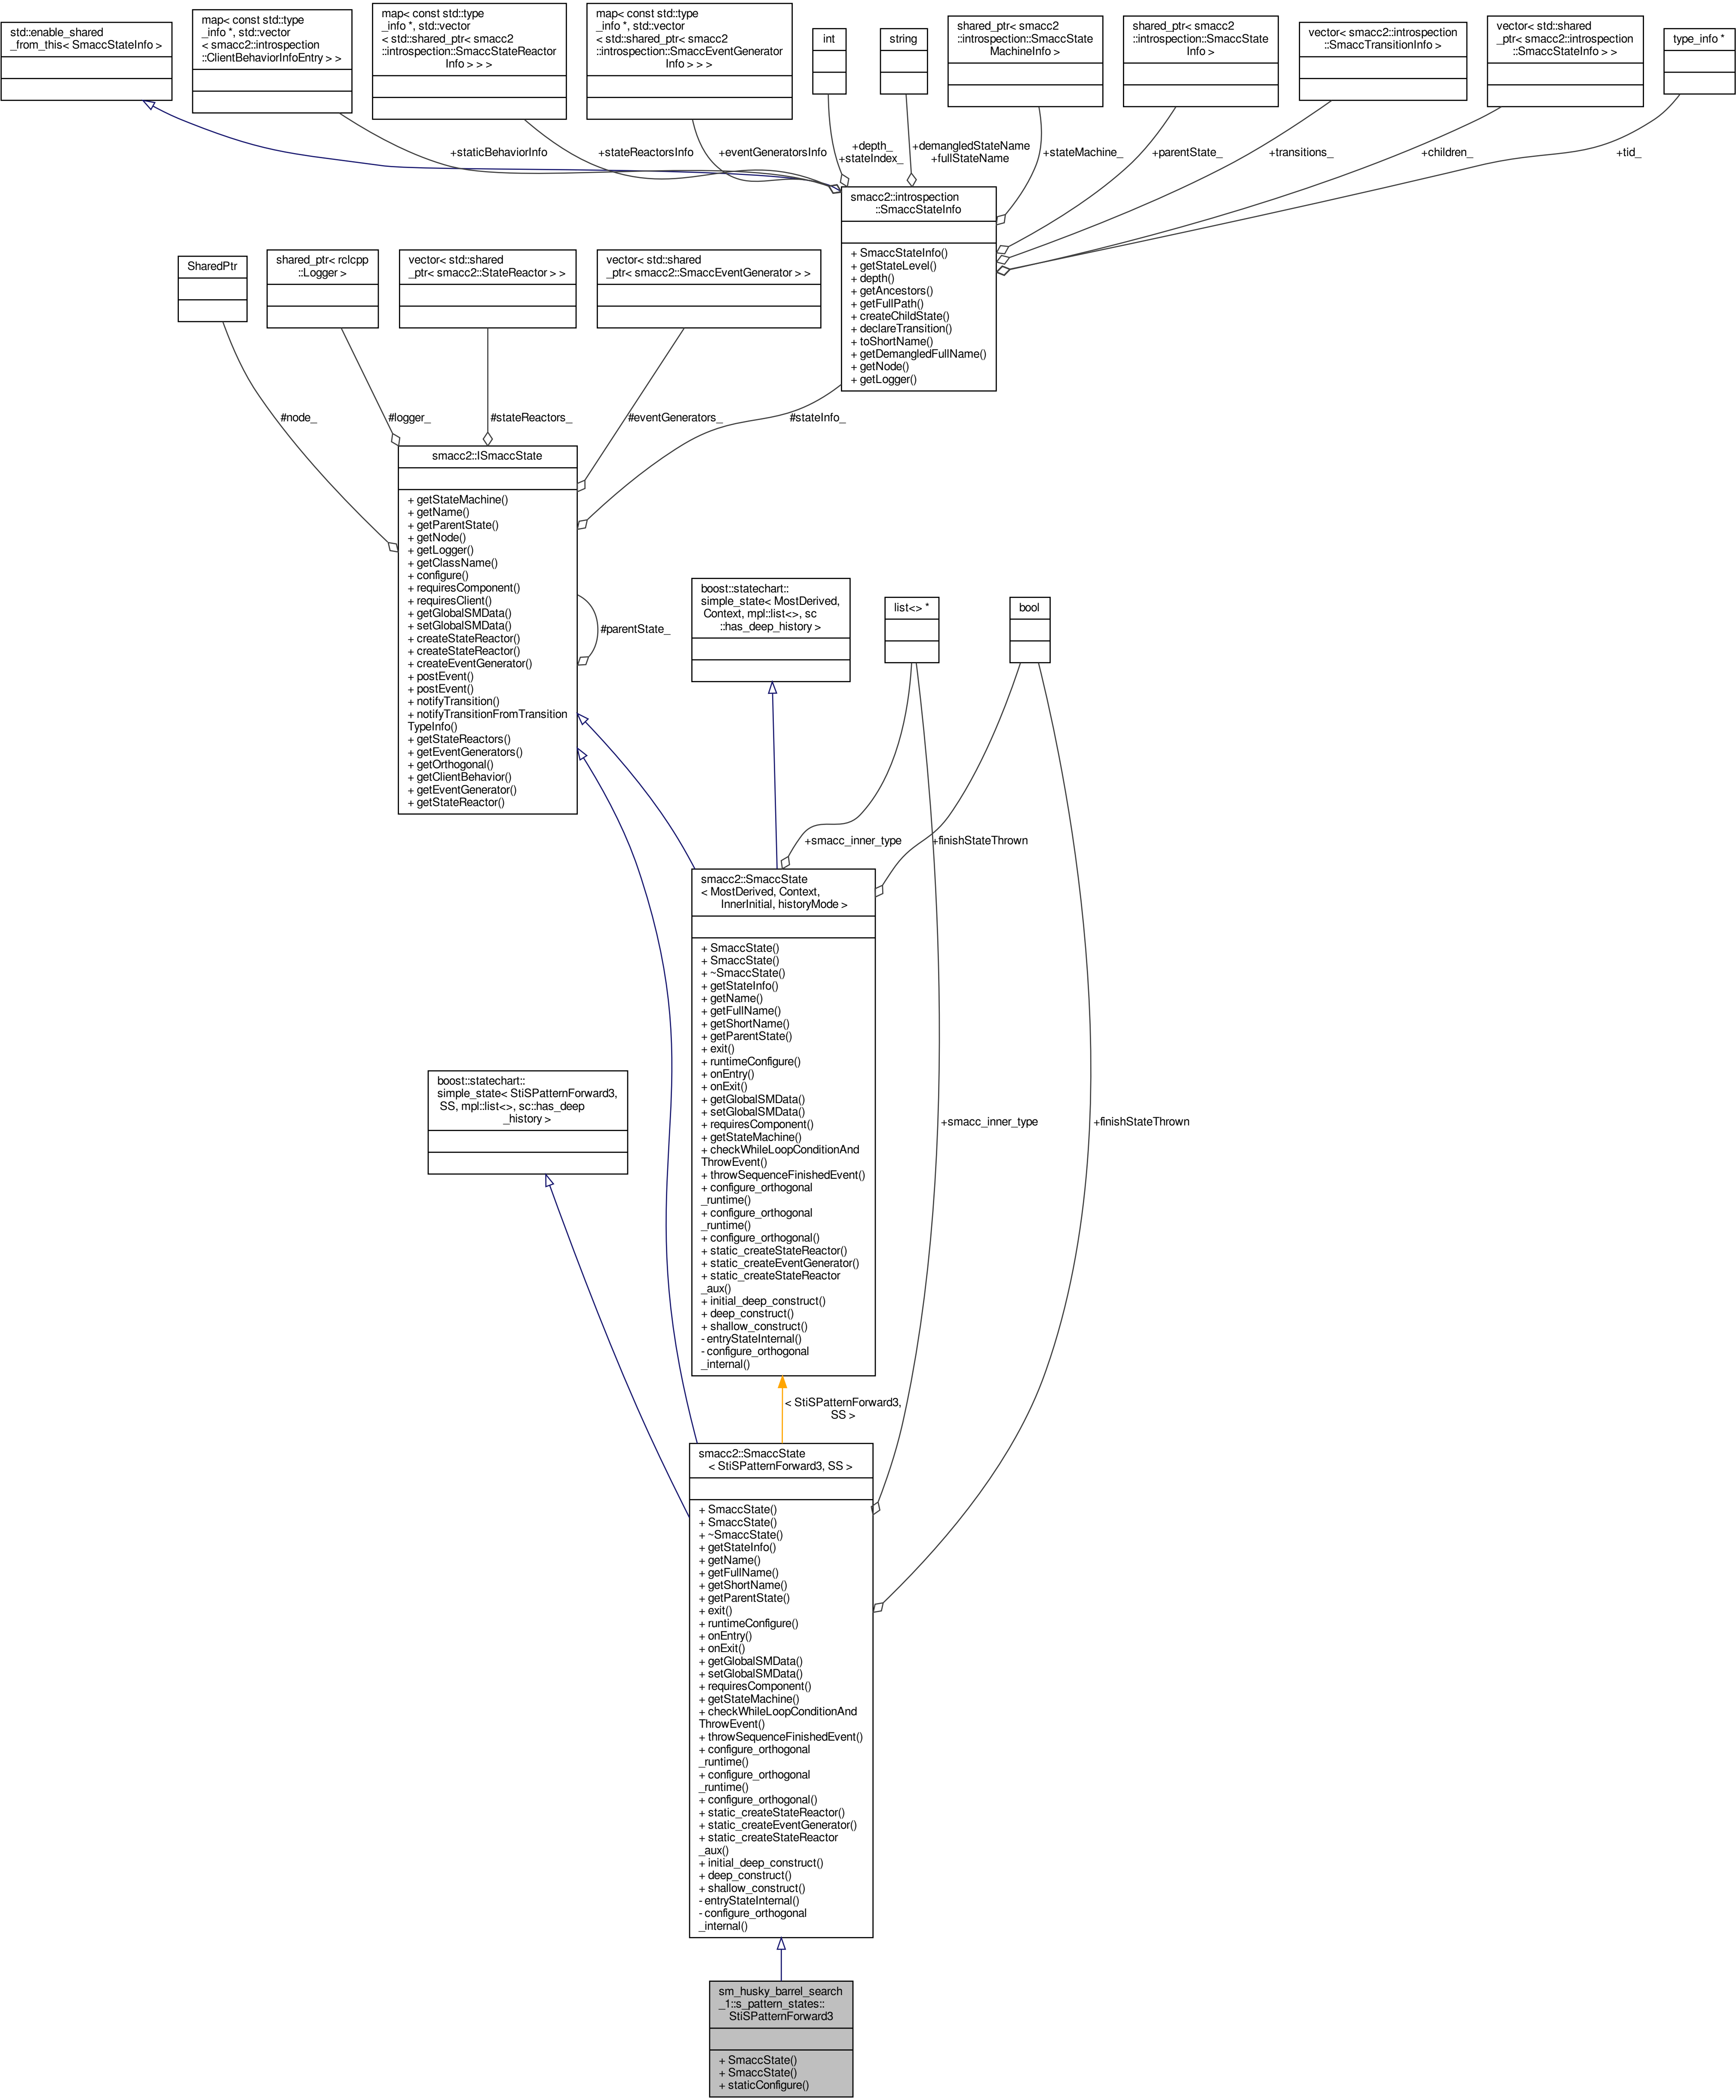 std::enable_shared
_from_this< SmaccStateInfo >
map< const std::type
_info *, std::vector
< smacc2::introspection
::ClientBehaviorInfoEntry > >
map< const std::type
_info *, std::vector
< std::shared_ptr< smacc2
::introspection::SmaccStateReactor
Info > > >
map< const std::type
_info *, std::vector
< std::shared_ptr< smacc2
::introspection::SmaccEventGenerator
Info > > >
int
string
shared_ptr< smacc2
::introspection::SmaccState
MachineInfo >
shared_ptr< smacc2
::introspection::SmaccState
Info >
vector< smacc2::introspection
::SmaccTransitionInfo >
vector< std::shared
_ptr< smacc2::introspection
::SmaccStateInfo > >
type_info *
+staticBehaviorInfo
+stateReactorsInfo
+eventGeneratorsInfo
+depth_
+stateIndex_
+demangledStateName
+fullStateName
+stateMachine_
+parentState_
+transitions_
+children_
+tid_
smacc2::introspection
::SmaccStateInfo
+ SmaccStateInfo()
+ getStateLevel()
+ depth()
+ getAncestors()
+ getFullPath()
+ createChildState()
+ declareTransition()
+ toShortName()
+ getDemangledFullName()
+ getNode()
+ getLogger()
SharedPtr
shared_ptr< rclcpp
::Logger >
vector< std::shared
_ptr< smacc2::StateReactor > >
vector< std::shared
_ptr< smacc2::SmaccEventGenerator > >
#node_
#logger_
#stateReactors_
#eventGenerators_
#stateInfo_
smacc2::ISmaccState
+ getStateMachine()
+ getName()
+ getParentState()
+ getNode()
+ getLogger()
+ getClassName()
+ configure()
+ requiresComponent()
+ requiresClient()
+ getGlobalSMData()
+ setGlobalSMData()
+ createStateReactor()
+ createStateReactor()
+ createEventGenerator()
+ postEvent()
+ postEvent()
+ notifyTransition()
+ notifyTransitionFromTransition
TypeInfo()
+ getStateReactors()
+ getEventGenerators()
+ getOrthogonal()
+ getClientBehavior()
+ getEventGenerator()
+ getStateReactor()
#parentState_
boost::statechart::
simple_state< MostDerived,
Context, mpl::list<>, sc
::has_deep_history >
list<> *
bool
+smacc_inner_type
+finishStateThrown
smacc2::SmaccState
< MostDerived, Context,
InnerInitial, historyMode >
+ SmaccState()
+ SmaccState()
+ ~SmaccState()
+ getStateInfo()
+ getName()
+ getFullName()
+ getShortName()
+ getParentState()
+ exit()
+ runtimeConfigure()
+ onEntry()
+ onExit()
+ getGlobalSMData()
+ setGlobalSMData()
+ requiresComponent()
+ getStateMachine()
+ checkWhileLoopConditionAnd
ThrowEvent()
+ throwSequenceFinishedEvent()
+ configure_orthogonal
_runtime()
+ configure_orthogonal
_runtime()
+ configure_orthogonal()
+ static_createStateReactor()
+ static_createEventGenerator()
+ static_createStateReactor
_aux()
+ initial_deep_construct()
+ deep_construct()
+ shallow_construct()
- entryStateInternal()
- configure_orthogonal
_internal()
boost::statechart::
simple_state< StiSPatternForward3,
SS, mpl::list<>, sc::has_deep
_history >
+smacc_inner_type
+finishStateThrown
< StiSPatternForward3,
SS >
smacc2::SmaccState
< StiSPatternForward3, SS >
+ SmaccState()
+ SmaccState()
+ ~SmaccState()
+ getStateInfo()
+ getName()
+ getFullName()
+ getShortName()
+ getParentState()
+ exit()
+ runtimeConfigure()
+ onEntry()
+ onExit()
+ getGlobalSMData()
+ setGlobalSMData()
+ requiresComponent()
+ getStateMachine()
+ checkWhileLoopConditionAnd
ThrowEvent()
+ throwSequenceFinishedEvent()
+ configure_orthogonal
_runtime()
+ configure_orthogonal
_runtime()
+ configure_orthogonal()
+ static_createStateReactor()
+ static_createEventGenerator()
+ static_createStateReactor
_aux()
+ initial_deep_construct()
+ deep_construct()
+ shallow_construct()
- entryStateInternal()
- configure_orthogonal
_internal()
sm_husky_barrel_search
_1::s_pattern_states::
StiSPatternForward3
+ SmaccState()
+ SmaccState()
+ staticConfigure()